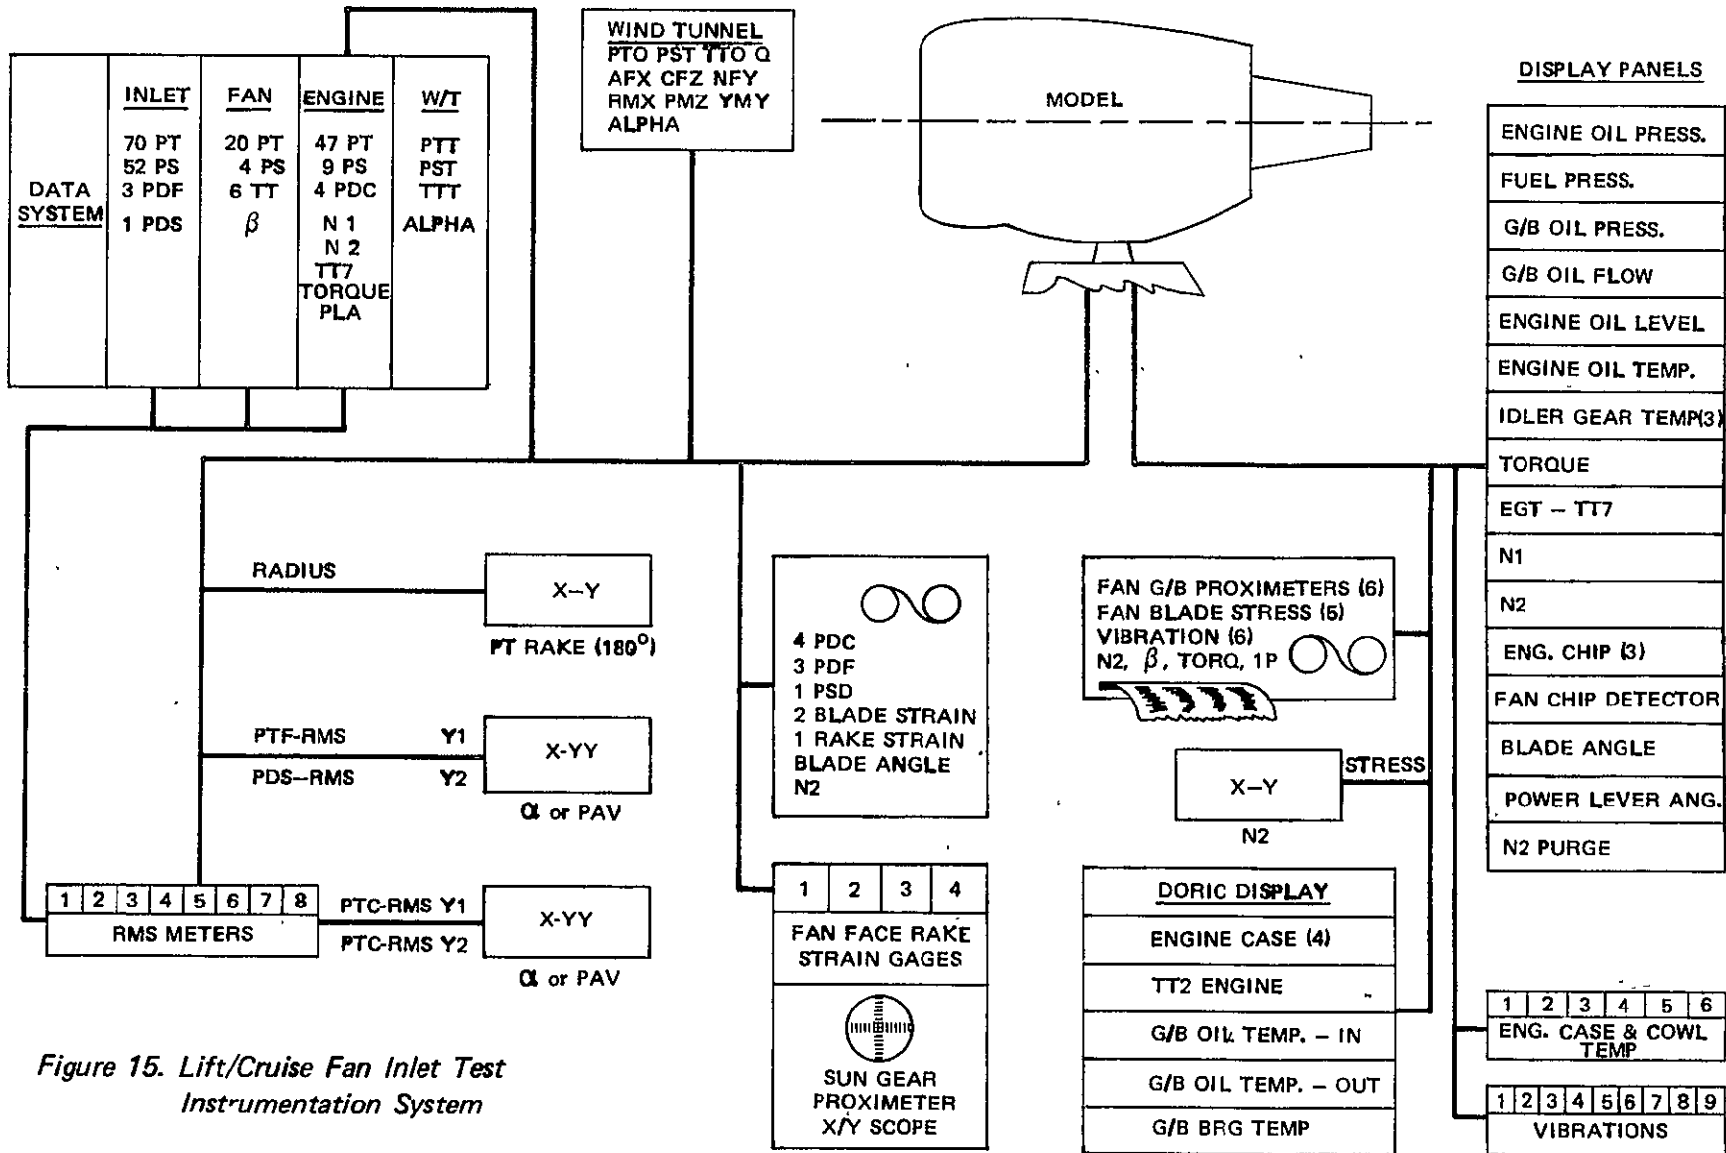 DATA
SYSTEM
INLET
70 PT
52 PS
3 PDF
1 PDS
FAN
20 PT
4 PS
6 TT
β
ENGINE
47 PT
9 PS
4 PDC
N 1
N 2
TT7
TORQUE
PLA
W/T
PTT
PST
TTT
ALPHA
WIND TUNNEL
PTO PST TTO Q
AFX CFZ NFY
RMX PMZ YMY
ALPHA
MODEL
DISPLAY PANELS
ENGINE OIL PRESS.
FUEL PRESS.
G/B OIL PRESS.
G/B OIL FLOW
ENGINE OIL LEVEL
ENGINE OIL TEMP.
IDLER GEAR TEMP(3)
TORQUE
EGT – TT7
N1
N2
ENG. CHIP (3)
FAN CHIP DETECTOR
BLADE ANGLE
POWER LEVER ANG.
N2 PURGE
RADIUS
X–Y
PT RAKE (180°)
PTF-RMS Y1
PDS–RMS Y2
X-YY
α or PAV
1 2 3 4 5 6 7 8
RMS METERS
PTC-RMS Y1
PTC-RMS Y2
X-YY
α or PAV
4 PDC
3 PDF
1 PSD
2 BLADE STRAIN
1 RAKE STRAIN
BLADE ANGLE
N2
1 2 3 4
FAN FACE RAKE
STRAIN GAGES
SUN GEAR
PROXIMETER
X/Y SCOPE
FAN G/B PROXIMETERS (6)
FAN BLADE STRESS (5)
VIBRATION (6)
N2, β, TORQ, 1P
X–Y
STRESS
N2
DORIC DISPLAY
ENGINE CASE (4)
TT2 ENGINE
G/B OIL TEMP. – IN
G/B OIL TEMP. – OUT
G/B BRG TEMP
1 2 3 4 5 6
ENG. CASE & COWL
TEMP
1 2 3 4 5 6 7 8 9
VIBRATIONS
Figure 15. Lift/Cruise Fan Inlet Test
Instrumentation System